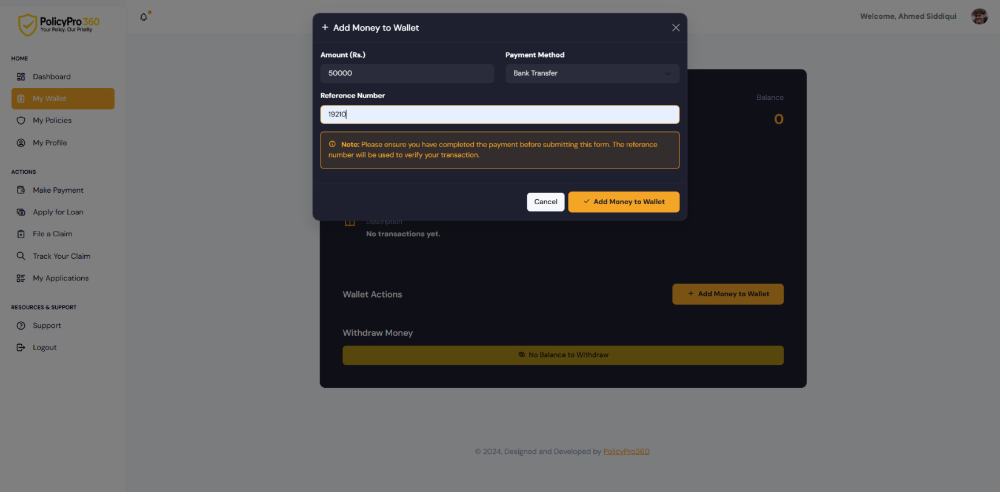 PolicyPro360
Your Policy, Our Priority
Welcome, Ahmed Siddiqui
HOME
Dashboard
My Wallet
My Policies
My Profile
ACTIONS
Make Payment
Apply for Loan
File a Claim
Track Your Claim
My Applications
RESOURCES & SUPPORT
Support
Logout
Add Money to Wallet
Amount (Rs.)
Payment Method
50000
Bank Transfer
Reference Number
19210
Note: Please ensure you have completed the payment before submitting this form. The reference
number will be used to verify your transaction.
Cancel
Add Money to Wallet
Balance
0
Description
No transactions yet.
Wallet Actions
Add Money to Wallet
Withdraw Money
No Balance to Withdraw
© 2024, Designed and Developed by PolicyPro360